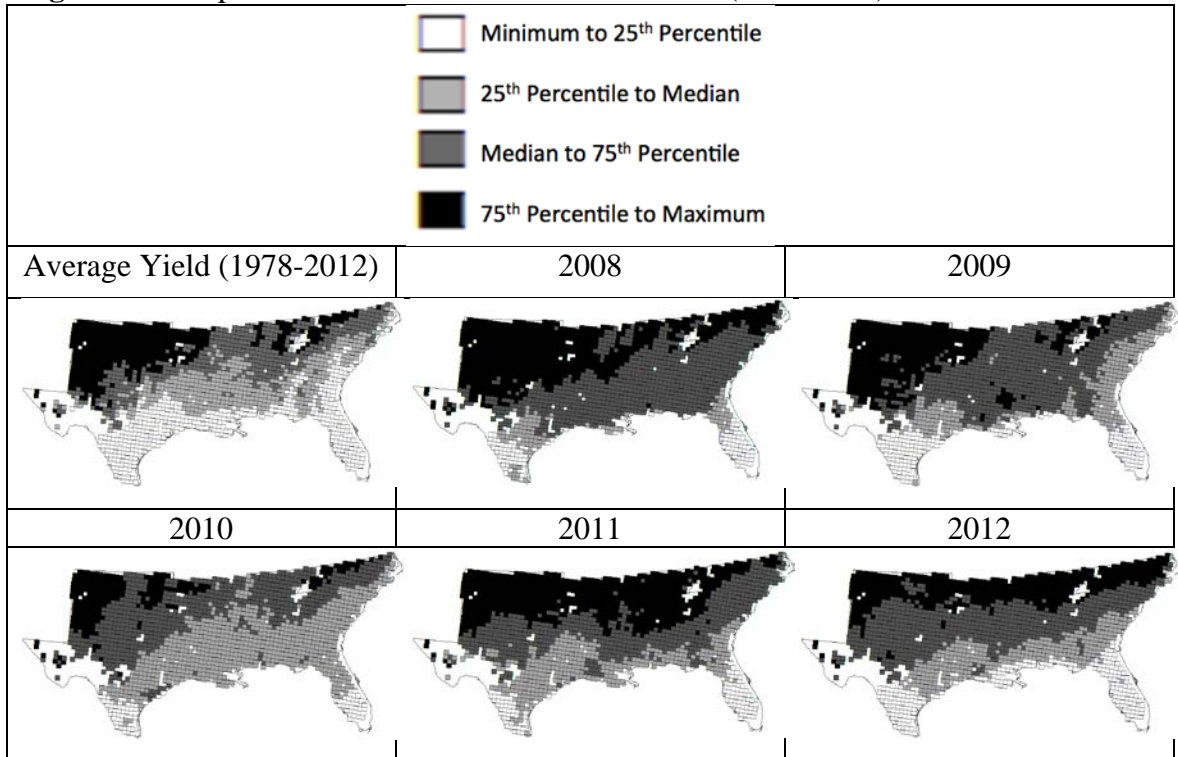 Minimum to 25th Percentile
25th Percentile to Median
Median to 75th Percentile
75th Percentile to Maximum
Average Yield (1978-2012) 2008 2009
2010 2011 2012